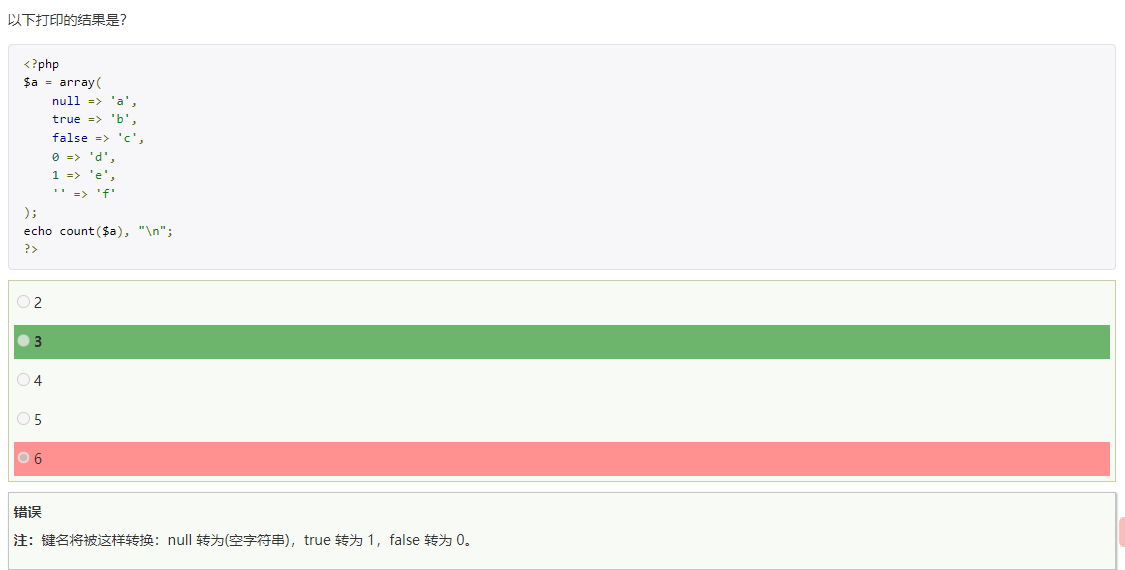 以下打印的结果是？
<?php
$a = array(
    null => 'a',
    true => 'b',
    false => 'c',
    0 => 'd',
    1 => 'e',
    '' => 'f'
);
echo count($a), "\n";
?>
2
3
4
5
6
错误
注：键名将被这样转换：null 转为(空字符串)，true 转为 1，false 转为 0。